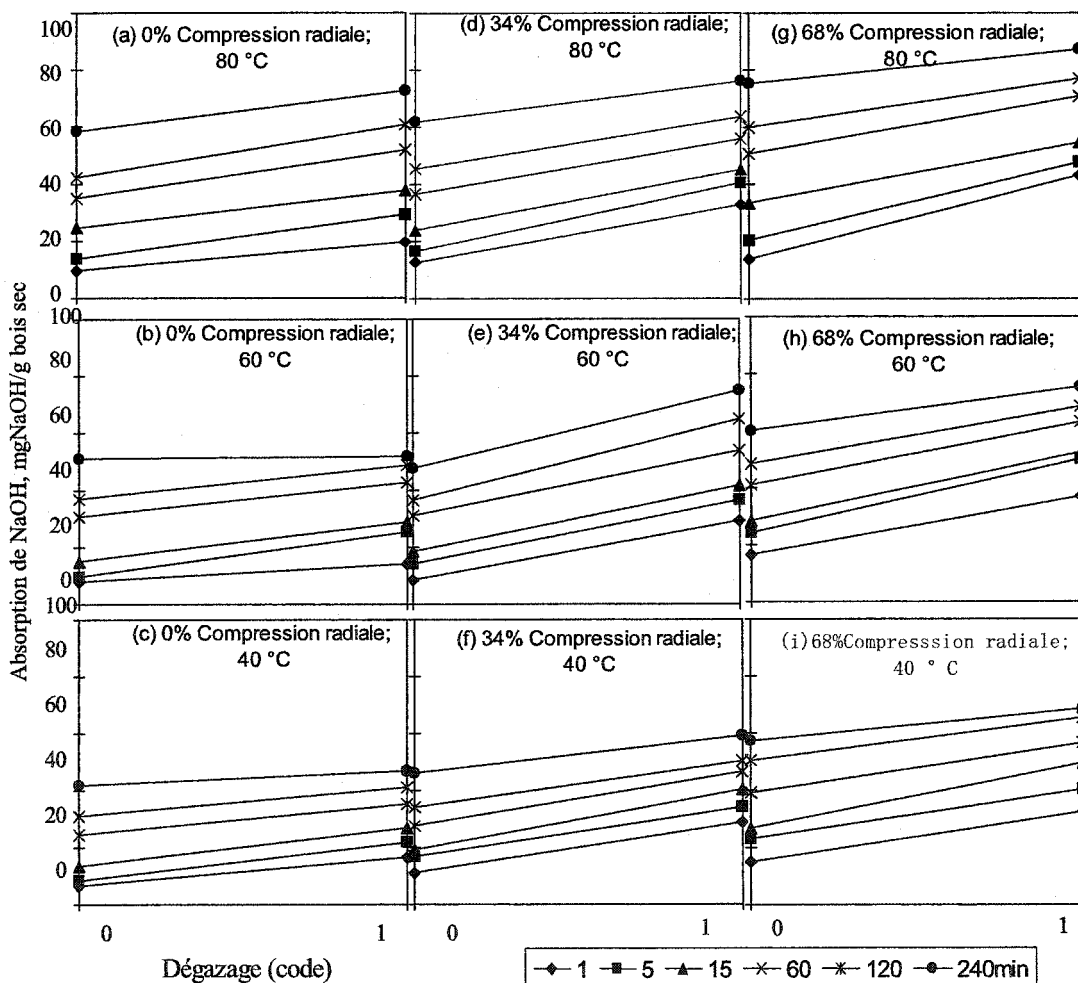 100
80
60
40
20
0
(a) 0% Compression radiale;
80 °C
(d) 34% Compression radiale;
80 °C
(g) 68% Compression radiale;
80 °C
100
80
60
40
20
0
(b) 0% Compression radiale;
60 °C
(e) 34% Compression radiale;
60 °C
(h) 68% Compression radiale;
60 °C
100
80
60
40
20
0
(c) 0% Compression radiale;
40 °C
(f) 34% Compression radiale;
40 °C
(i) 68%Compresssion radiale;
40 ° C
Absorption de NaOH, mgNaOH/g bois sec
0 1 0 1 0 1
Dégazage (code)
1 5 15 60 120 240min